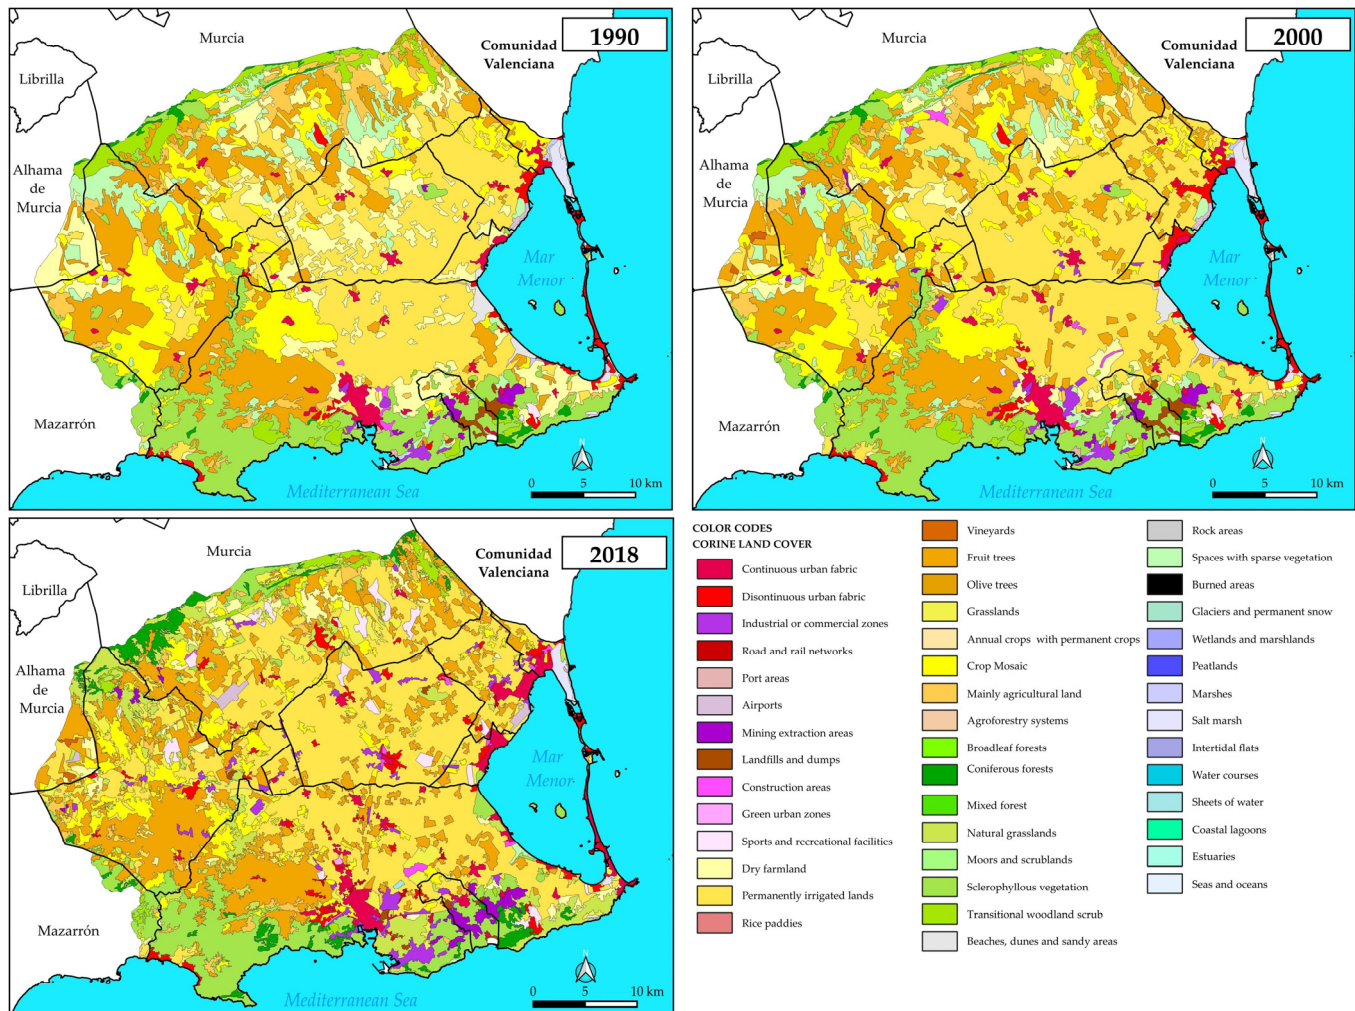 Murcia
Comunidad
Valenciana
1990
Librilla
Alhama
de
Murcia
Mar
Menor
Mazarrón
Mediterranean Sea
N
0 5 10 km
Murcia
Comunidad
Valenciana
2000
Librilla
Alhama
de
Murcia
Mar
Menor
Mazarrón
Mediterranean Sea
N
0 5 10 km
Murcia
Comunidad
Valenciana
2018
Librilla
Alhama
de
Murcia
Mar
Menor
Mazarrón
Mediterranean Sea
N
0 5 10 km
COLOR CODES
CORINE LAND COVER
Continuous urban fabric
Disontinuous urban fabric
Industrial or commercial zones
Road and rail networks
Port areas
Airports
Mining extraction areas
Landfills and dumps
Construction areas
Green urban zones
Sports and recreational facilities
Dry farmland
Permanently irrigated lands
Rice paddies
Vineyards
Fruit trees
Olive trees
Grasslands
Annual crops with permanent crops
Crop Mosaic
Mainly agricultural land
Agroforestry systems
Broadleaf forests
Coniferous forests
Mixed forest
Natural grasslands
Moors and scrublands
Sclerophyllous vegetation
Transitional woodland scrub
Beaches, dunes and sandy areas
Rock areas
Spaces with sparse vegetation
Burned areas
Glaciers and permanent snow
Wetlands and marshlands
Peatlands
Marshes
Salt marsh
Intertidal flats
Water courses
Sheets of water
Coastal lagoons
Estuaries
Seas and oceans